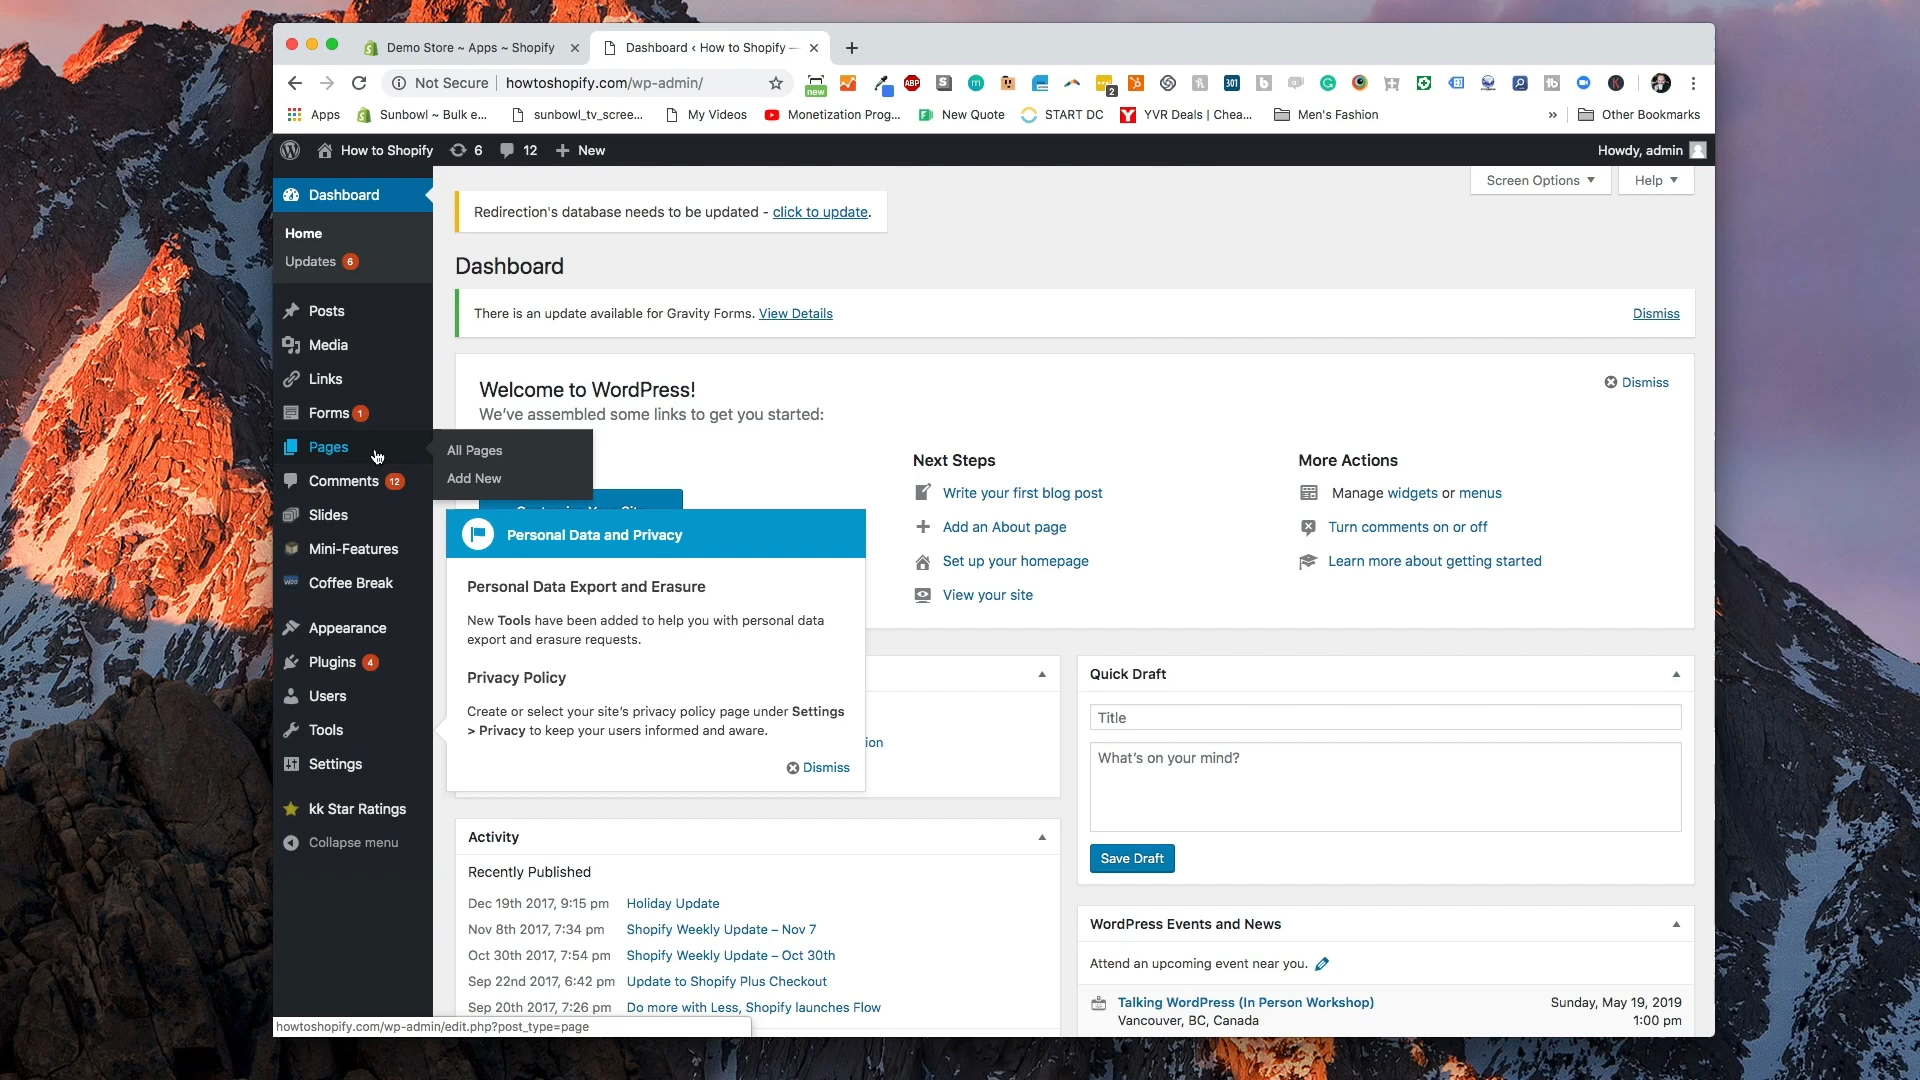 Demo Store ~ Apps ~ Shopify
Dashboard ‹ How to Shopify —
Not Secure
howtoshopify.com/wp-admin/
new
ABP
2
301
Apps
Sunbowl ~ Bulk e...
sunbowl_tv_scree...
My Videos
Monetization Prog...
New Quote
START DC
YVR Deals | Chea...
Men's Fashion
»
Other Bookmarks
How to Shopify
6
12
New
Howdy, admin
Screen Options
Help
Dashboard
Home
Updates 6
Posts
Media
Links
Forms 1
Pages
Comments 12
Slides
Mini-Features
Coffee Break
Appearance
Plugins 4
Users
Tools
Settings
kk Star Ratings
Collapse menu
All Pages
Add New
Redirection's database needs to be updated - click to update.
Dashboard
There is an update available for Gravity Forms. View Details
Dismiss
Welcome to WordPress!
We've assembled some links to get you started:
Dismiss
Next Steps
Write your first blog post
Add an About page
Set up your homepage
View your site
More Actions
Manage widgets or menus
Turn comments on or off
Learn more about getting started
Personal Data and Privacy
Personal Data Export and Erasure
New Tools have been added to help you with personal data
export and erasure requests.
Privacy Policy
Create or select your site's privacy policy page under Settings
> Privacy to keep your users informed and aware.
Dismiss
ion
Activity
Recently Published
Dec 19th 2017, 9:15 pm Holiday Update
Nov 8th 2017, 7:34 pm Shopify Weekly Update – Nov 7
Oct 30th 2017, 7:54 pm Shopify Weekly Update – Oct 30th
Sep 22nd 2017, 6:42 pm Update to Shopify Plus Checkout
Sep 20th 2017, 7:26 pm Do more with Less, Shopify launches Flow
Quick Draft
Title
What's on your mind?
Save Draft
WordPress Events and News
Attend an upcoming event near you.
Talking WordPress (In Person Workshop)
Vancouver, BC, Canada
Sunday, May 19, 2019
1:00 pm
howtoshopify.com/wp-admin/edit.php?post_type=page